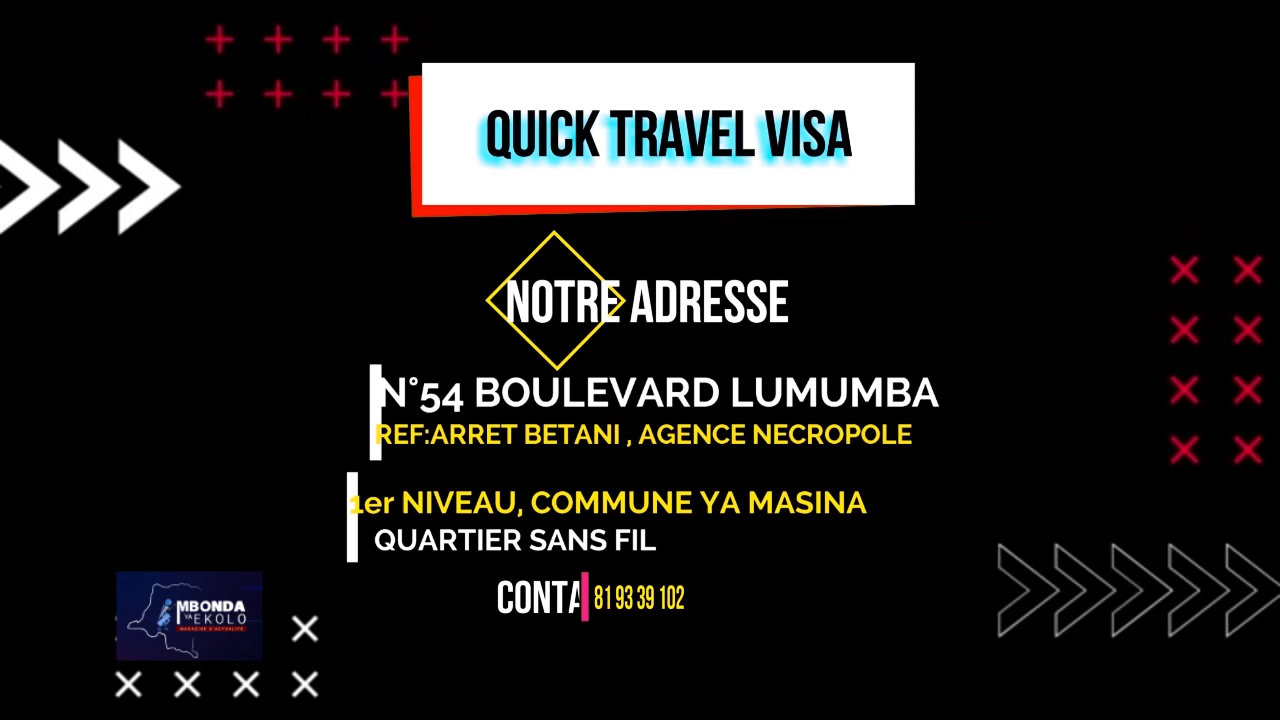 QUICK TRAVEL VISA
NOTRE ADRESSE
N°54 BOULEVARD LUMUMBA
REF:ARRET BETANI , AGENCE NECROPOLE
1er NIVEAU, COMMUNE YA MASINA
QUARTIER SANS FIL
CONTA 81 93 39 102
MBONDA
YA EKOLO